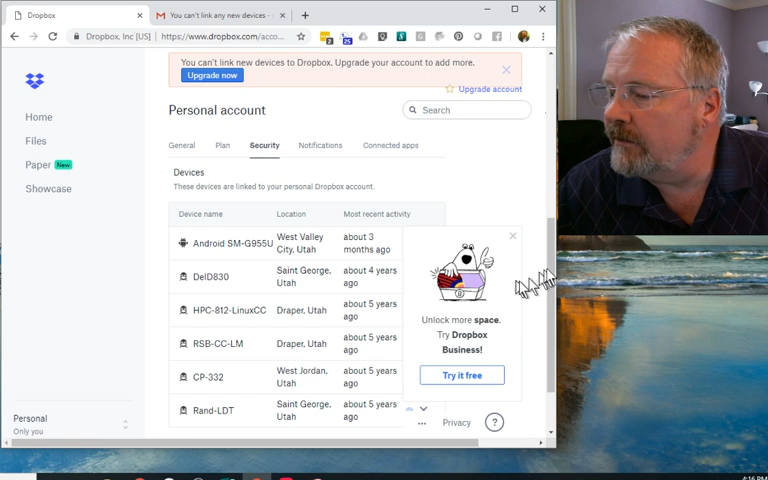 Dropbox
You can't link any new devices -
Dropbox, Inc [US]
https://www.dropbox.com/acco...
You can't link new devices to Dropbox. Upgrade your account to add more.
Upgrade now
Upgrade account
Personal account
Search
General Plan Security Notifications Connected apps
Home
Files
Paper New
Showcase
Devices
These devices are linked to your personal Dropbox account.
Device name Location Most recent activity
Android SM-G955U West Valley City, Utah about 3 months ago
DelD830 Saint George, Utah about 4 years ago
HPC-812-LinuxCC Draper, Utah about 5 years ago
RSB-CC-LM Draper, Utah about 5 years ago
CP-332 West Jordan, Utah about 5 years ago
Rand-LDT Saint George, Utah about 5 years ago
Unlock more space.
Try Dropbox
Business!
Try it free
Privacy
?
Personal
Only you
4:16 PM